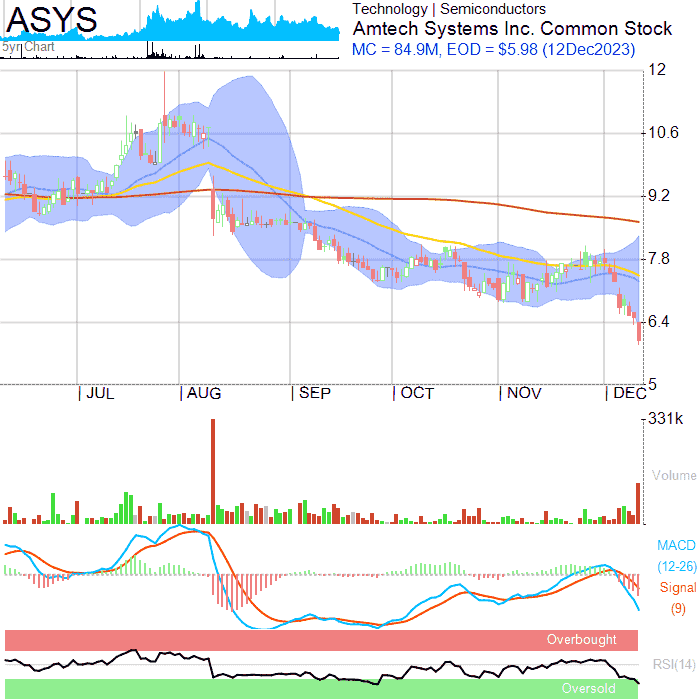 ASYS
5yr Chart
Technology | Semiconductors
Amtech Systems Inc. Common Stock
MC = 84.9M, EOD = $5.98 (12Dec2023)
12
10.6
9.2
7.8
6.4
5
JUL
AUG
SEP
OCT
NOV
DEC
331k
Volume
MACD
(12-26)
Signal
(9)
Overbought
RSI(14)
Oversold